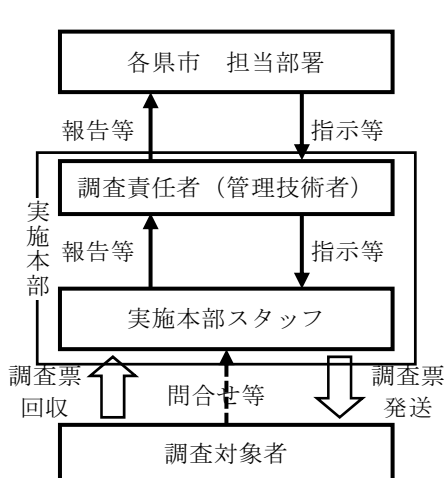 各県市　担当部署
報告等
指示等
調査責任者（管理技術者）
実施本部
報告等
指示等
実施本部スタッフ
調査票
回収
問合せ等
調査票
発送
調査対象者